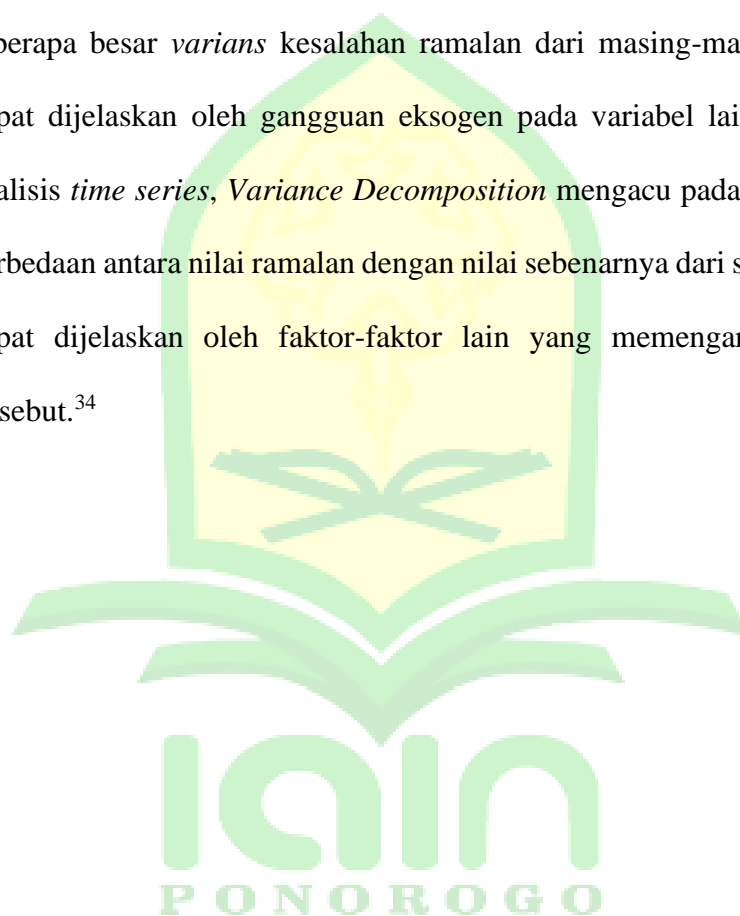 berapa besar varians kesalahan ramalan dari masing-ma
pat dijelaskan oleh gangguan eksogen pada variabel lai
alisis time series, Variance Decomposition mengacu pada
rbedaan antara nilai ramalan dengan nilai sebenarnya dari s
pat dijelaskan oleh faktor-faktor lain yang memengar
sebut.³⁴
iain
PONOROGO